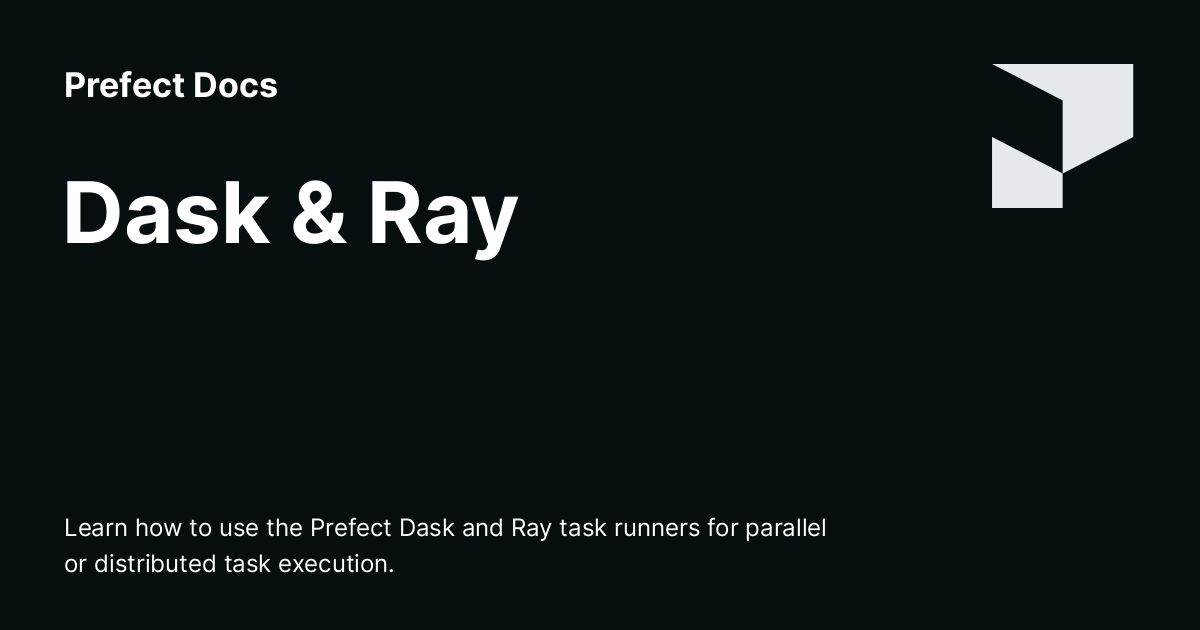 Prefect Docs
Dask & Ray
Learn how to use the Prefect Dask and Ray task runners for parallel
or distributed task execution.